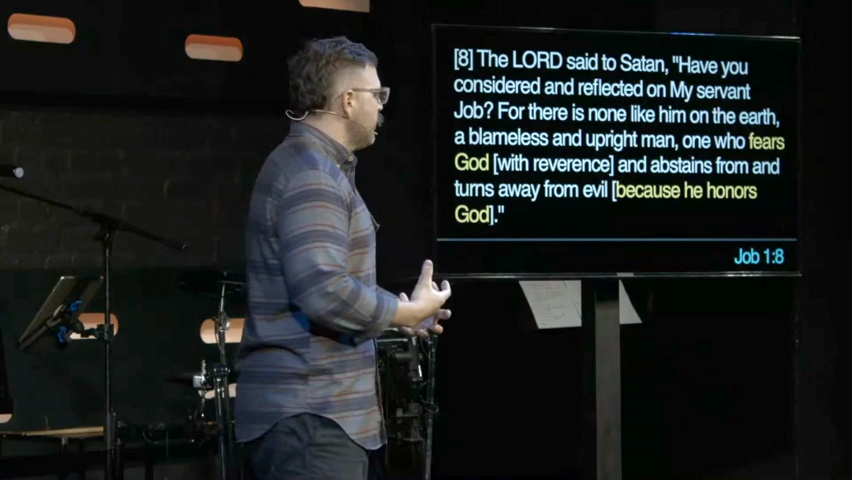 [8] The LORD said to Satan, "Have you
considered and reflected on My servant
Job? For there is none like him on the earth,
a blameless and upright man, one who fears
God [with reverence] and abstains from and
turns away from evil [because he honors
God]."
Job 1:8